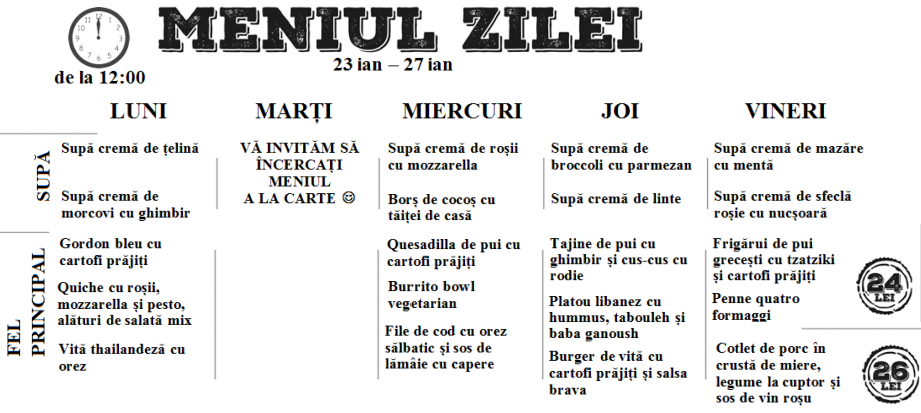 MENIUL ZILEI
23 ian – 27 ian
de la 12:00
LUNI
MARȚI
MIERCURI
JOI
VINERI
SUPĂ
Supă cremă de țelină
Supă cremă de
morcovi cu ghimbir
VĂ INVITĂM SĂ
ÎNCERCAȚI
MENIUL
A LA CARTE ☺
Supă cremă de roșii
cu mozzarella
Borș de cocoș cu
tăiței de casă
Supă cremă de
broccoli cu parmezan
Supă cremă de linte
Supă cremă de mazăre
cu mentă
Supă cremă de sfeclă
roșie cu nucșoară
FEL
PRINCIPAL
Gordon bleu cu
cartofi prăjiți
Quiche cu roșii,
mozzarella și pesto,
alături de salată mix
Vită thailandeză cu
orez
Quesadilla de pui cu
cartofi prăjiți
Burrito bowl
vegetarian
File de cod cu orez
sălbatic și sos de
lămâie cu capere
Tajine de pui cu
ghimbir și cus-cus cu
rodie
Platou libanez cu
hummus, tabouleh și
baba ganoush
Burger de vită cu
cartofi prăjiți și salsa
brava
Frigărui de pui
grecești cu tzatziki
și cartofi prăjiți
Penne quatro
formaggi
24
LEI
Cotlet de porc în
crustă de miere,
legume la cuptor și
sos de vin roșu
26
LEI